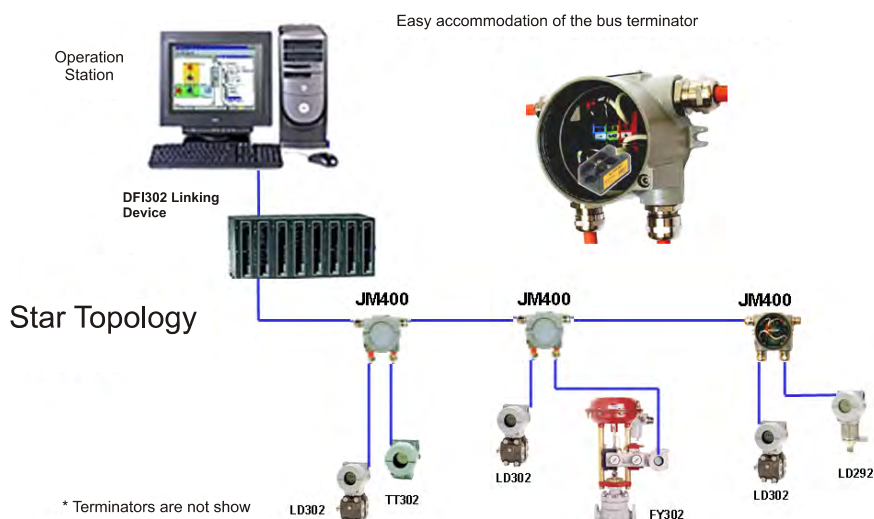 Easy accommodation of the bus terminator
Operation
Station
DFI302 Linking
Device
Star Topology
JM400
JM400
JM400
LD302
TT302
LD302
FY302
LD302
LD292
* Terminators are not show